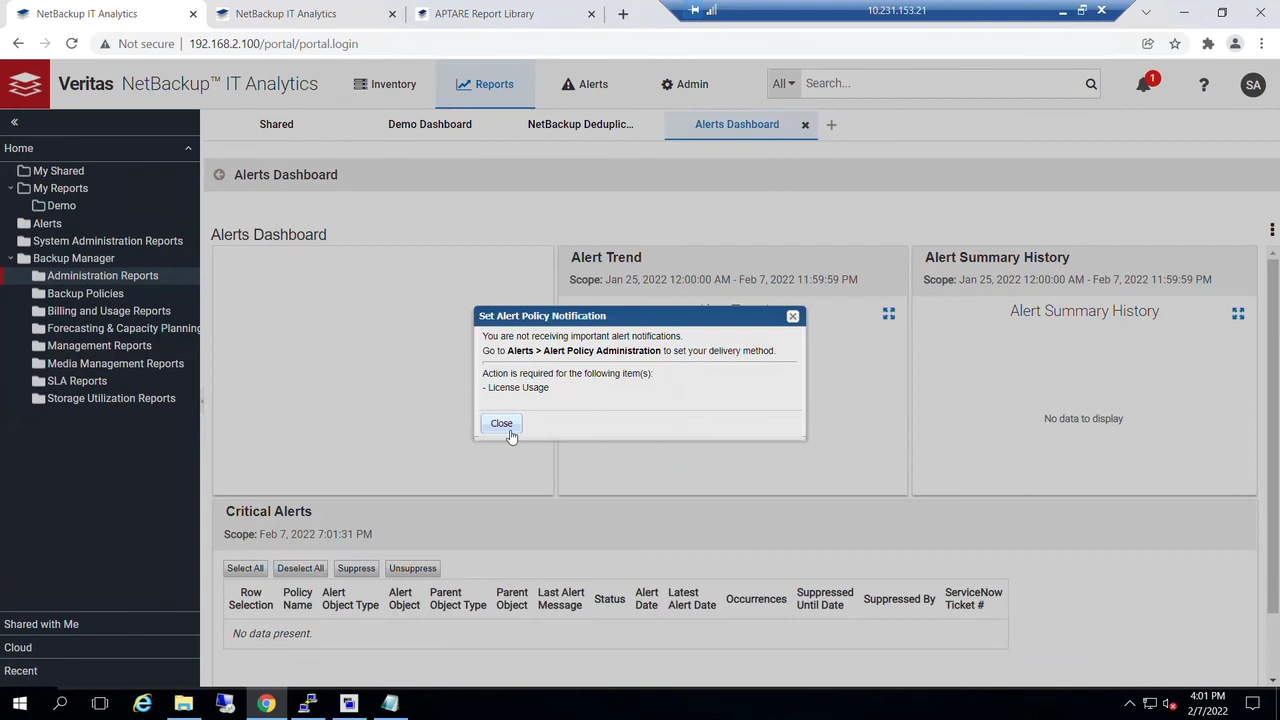 NetBackup IT Analytics
NetBackup IT Analytics
APTARE Report Library
10.231.153.21
Not secure
192.168.2.100/portal/portal.login
Veritas NetBackup™ IT Analytics
Inventory
Reports
Alerts
Admin
All
Search...
1
?
SA
«
Shared
Demo Dashboard
NetBackup Deduplic...
Alerts Dashboard
Home
My Shared
My Reports
Demo
Alerts
System Administration Reports
Backup Manager
Administration Reports
Backup Policies
Billing and Usage Reports
Forecasting & Capacity Planning
Management Reports
Media Management Reports
SLA Reports
Storage Utilization Reports
Shared with Me
Cloud
Recent
Alerts Dashboard
Alerts Dashboard
Alert Trend
Scope: Jan 25, 2022 12:00:00 AM - Feb 7, 2022 11:59:59 PM
Alert Summary History
Scope: Jan 25, 2022 12:00:00 AM - Feb 7, 2022 11:59:59 PM
Alert Summary History
No data to display
Set Alert Policy Notification
You are not receiving important alert notifications.
Go to Alerts > Alert Policy Administration to set your delivery method.
Action is required for the following item(s):
- License Usage
Close
Critical Alerts
Scope: Feb 7, 2022 7:01:31 PM
Select All
Deselect All
Suppress
Unsuppress
Row Selection
Policy Name
Alert Object Type
Alert Object
Parent Object Type
Parent Object
Last Alert Message
Status
Alert Date
Latest Alert Date
Occurrences
Suppressed Until Date
Suppressed By
ServiceNow Ticket #
No data present.
4:01 PM
2/7/2022